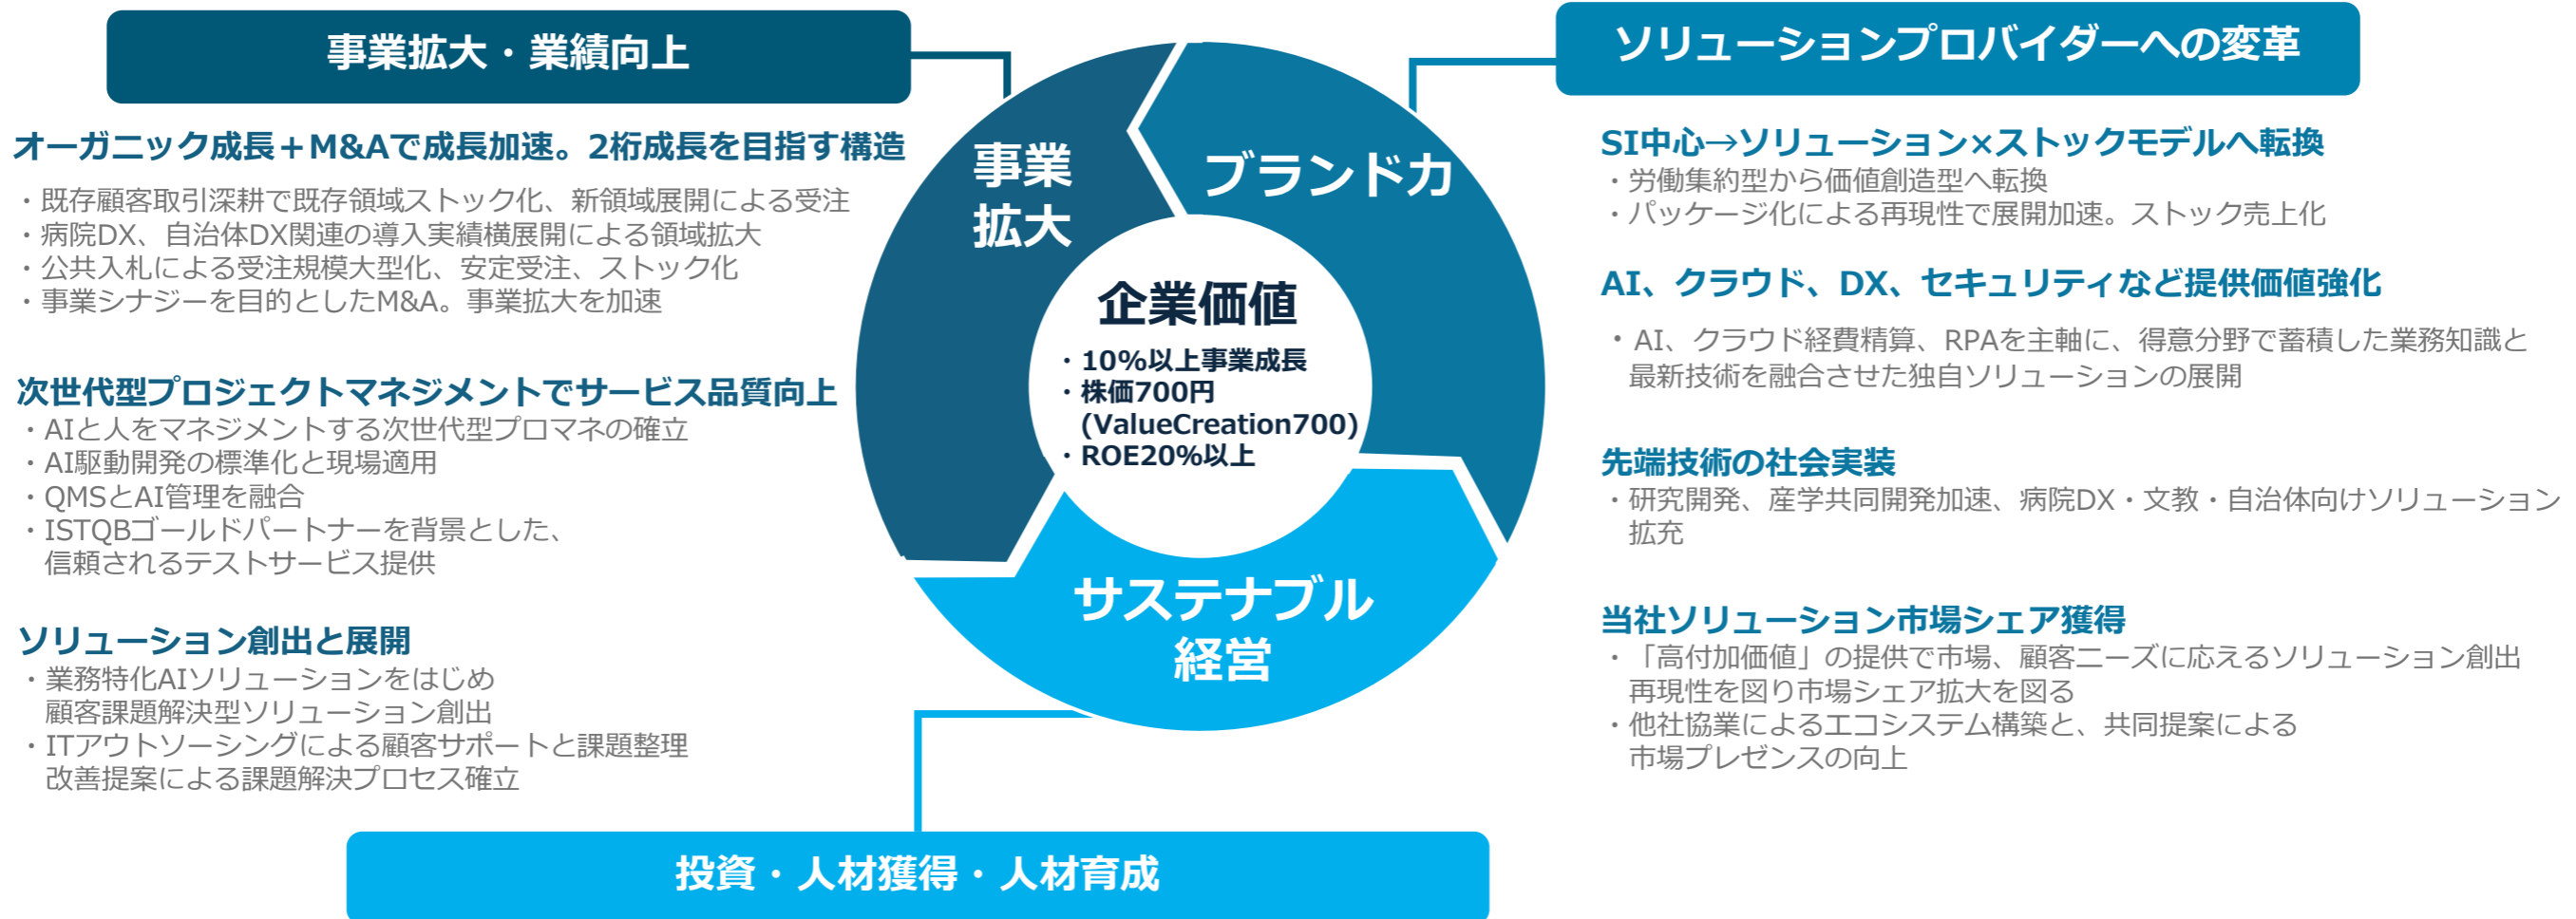 事業拡大・業績向上
オーガニック成長＋M&Aで成長加速。2桁成長を目指す構造
・既存顧客取引深耕で既存領域ストック化、新領域展開による受注
・病院DX、自治体DX関連の導入実績横展開による領域拡大
・公共入札による受注規模大型化、安定受注、ストック化
・事業シナジーを目的としたM&A。事業拡大を加速
次世代型プロジェクトマネジメントでサービス品質向上
・AIと人をマネジメントする次世代型プロマネの確立
・AI駆動開発の標準化と現場適用
・QMSとAI管理を融合
・ISTQBゴールドパートナーを背景とした、
信頼されるテストサービス提供
ソリューション創出と展開
・業務特化AIソリューションをはじめ
顧客課題解決型ソリューション創出
・ITアウトソーシングによる顧客サポートと課題整理
改善提案による課題解決プロセス確立
事業
拡大
ブランド力
企業価値
・10%以上事業成長
・株価700円
(ValueCreation700)
・ROE20%以上
サステナブル
経営
ソリューションプロバイダーへの変革
SI中心→ソリューション×ストックモデルへ転換
・労働集約型から価値創造型へ転換
・パッケージ化による再現性で展開加速。ストック売上化
AI、クラウド、DX、セキュリティなど提供価値強化
・AI、クラウド経費精算、RPAを主軸に、得意分野で蓄積した業務知識と
最新技術を融合させた独自ソリューションの展開
先端技術の社会実装
・研究開発、産学共同開発加速、病院DX・文教・自治体向けソリューション
拡充
当社ソリューション市場シェア獲得
・「高付加価値」の提供で市場、顧客ニーズに応えるソリューション創出
再現性を図り市場シェア拡大を図る
・他社協業によるエコシステム構築と、共同提案による
市場プレゼンスの向上
投資・人材獲得・人材育成